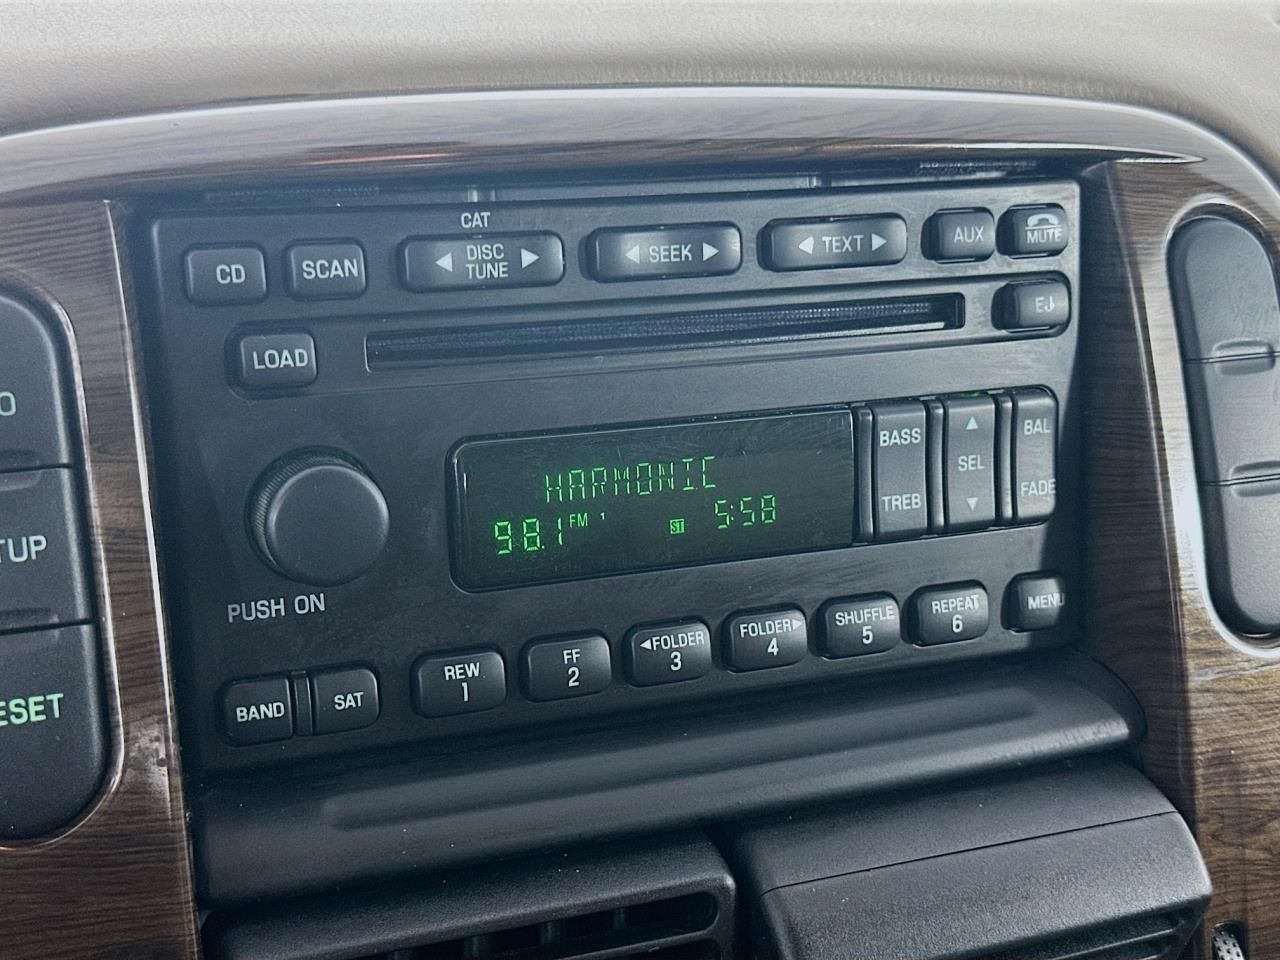 CAT
CD
SCAN
DISC
TUNE
SEEK
TEXT
AUX
MUTE
EJ
LOAD
HARMONIC
98.1 FM 1 ST 5:58
BASS
TREB
SEL
BAL
FADE
PUSH ON
BAND
SAT
REW
1
FF
2
FOLDER
3
FOLDER
4
SHUFFLE
5
REPEAT
6
MENU
O
TUP
ESET